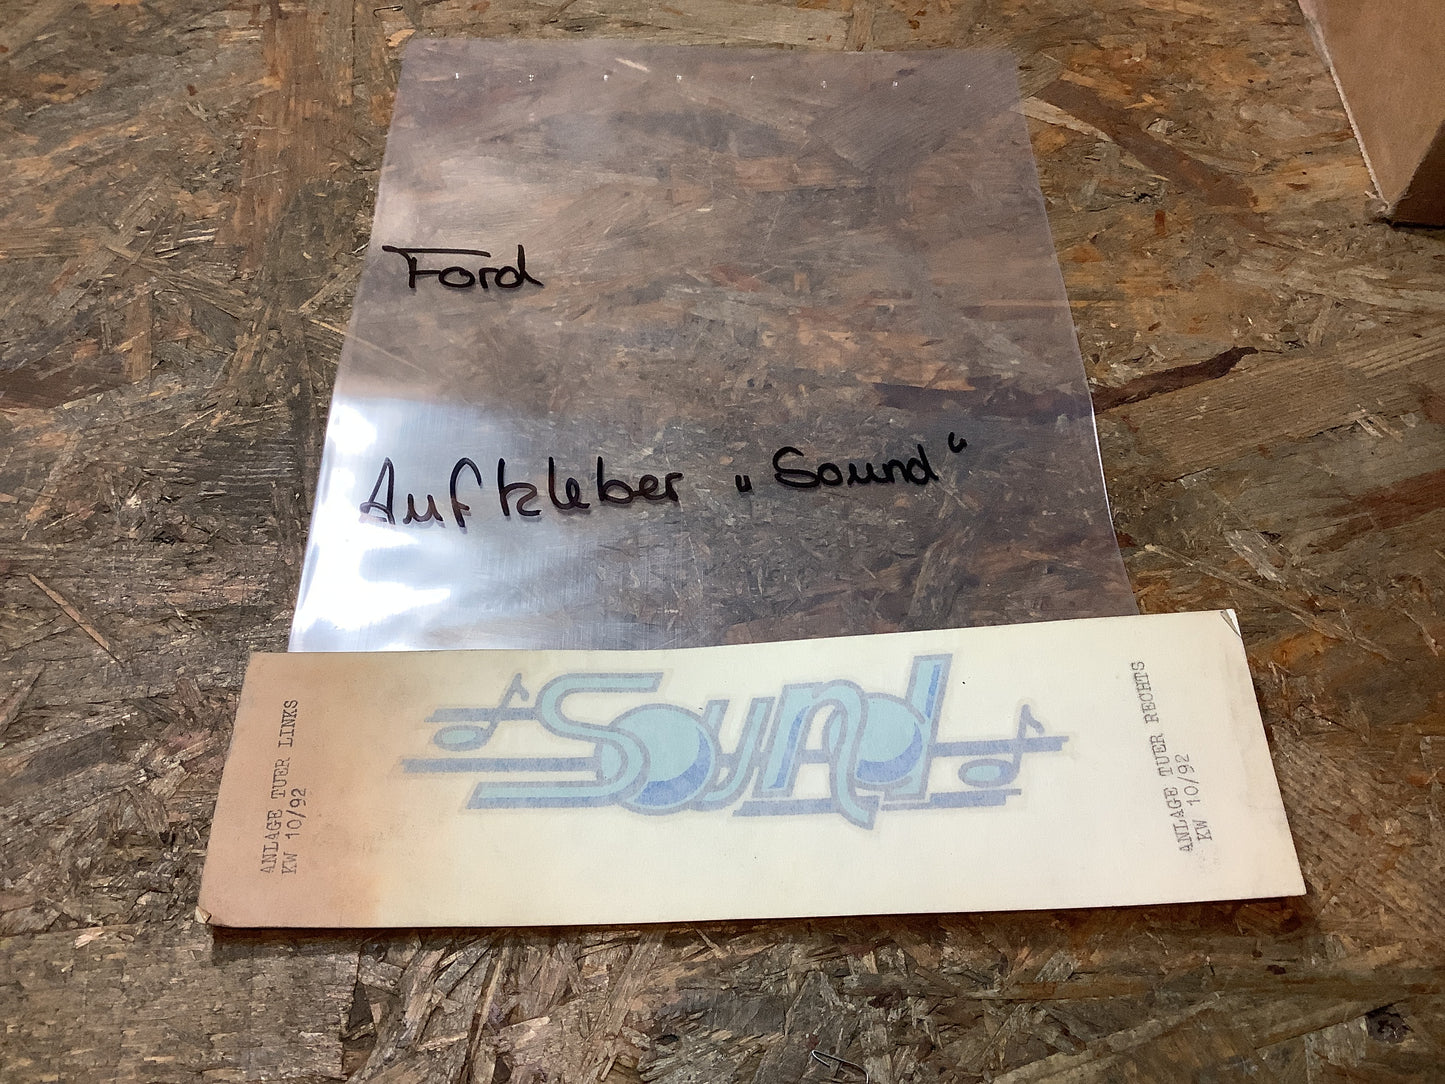 Ford
Aufkleber „Sound“
Sound
ANLAGE TUER LINKS
KW 10/92
ANLAGE TUER RECHTS
KW 10/92